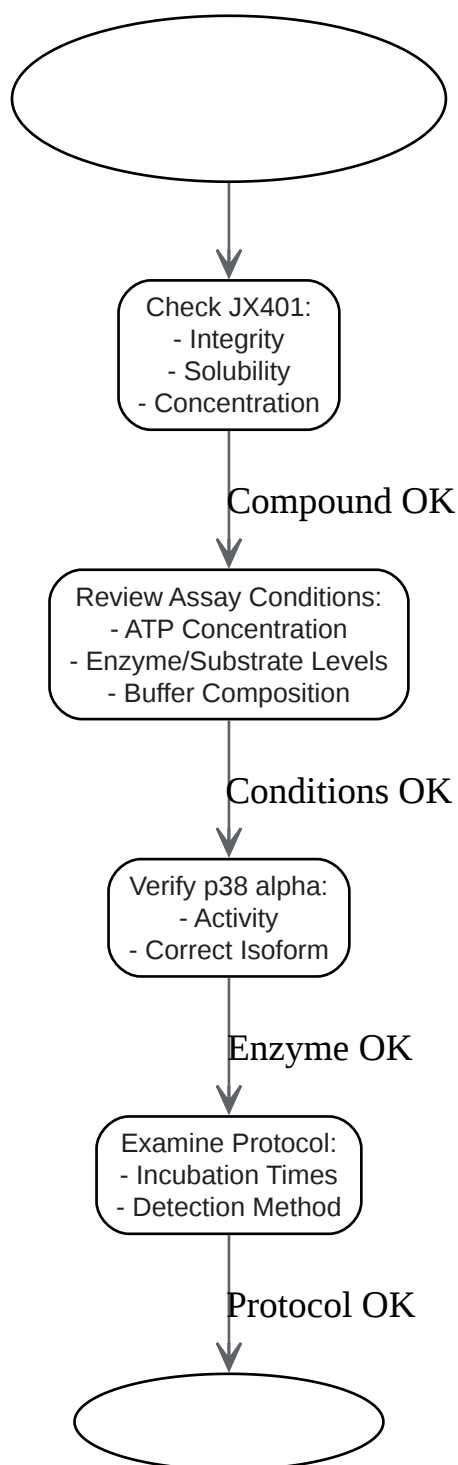 Check JX401:
- Integrity
- Solubility
- Concentration
Compound OK
Review Assay Conditions:
- ATP Concentration
- Enzyme/Substrate Levels
- Buffer Composition
Conditions OK
Verify p38 alpha:
- Activity
- Correct Isoform
Enzyme OK
Examine Protocol:
- Incubation Times
- Detection Method
Protocol OK